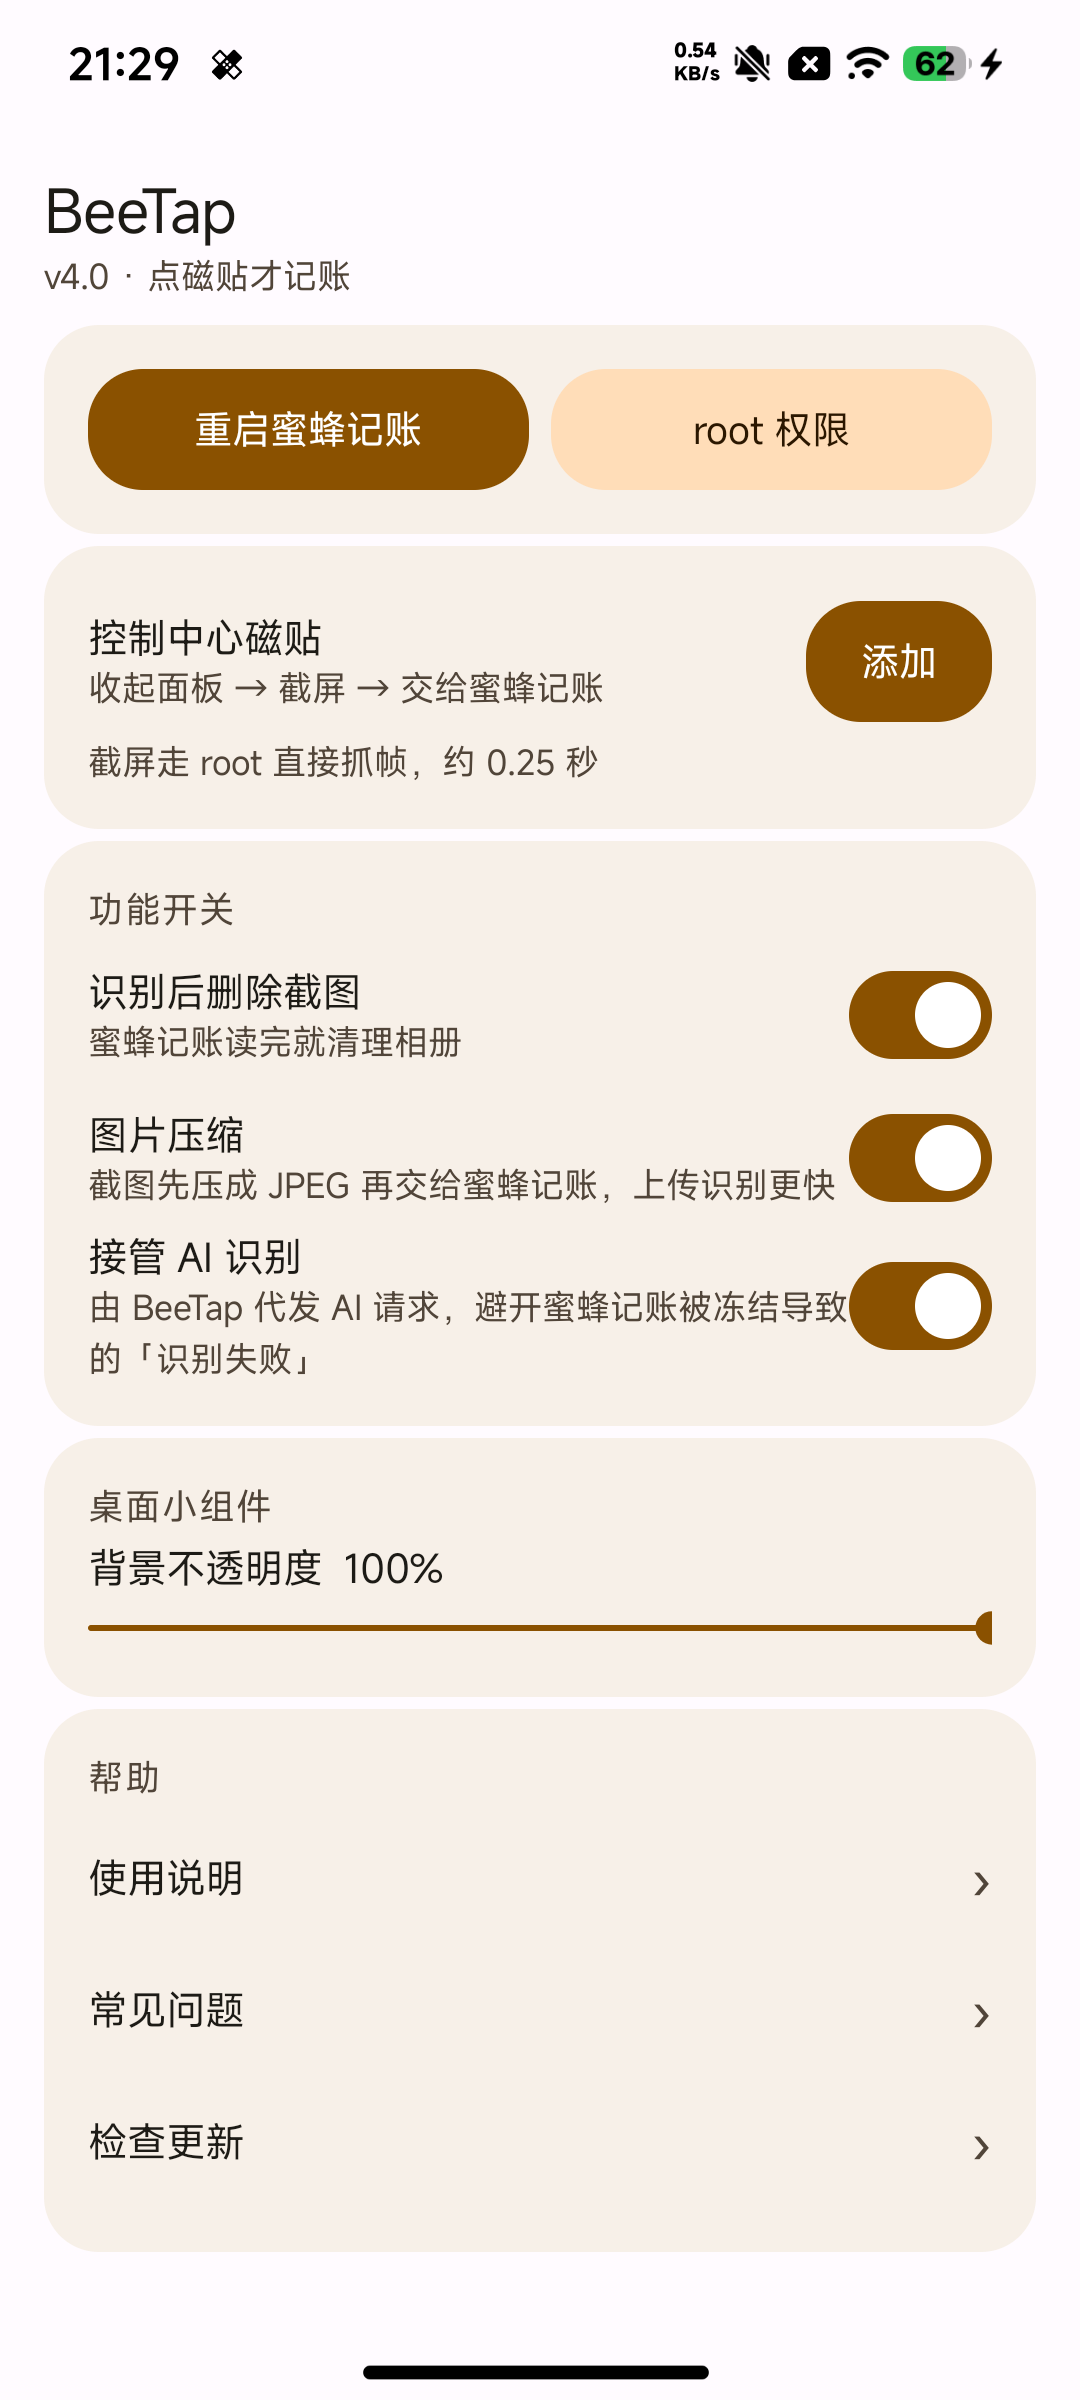 21:29
0.54
KB/s
62
BeeTap
v4.0 · 点磁贴才记账
重启蜜蜂记账
root 权限
控制中心磁贴
收起面板 → 截屏 → 交给蜜蜂记账
添加
截屏走 root 直接抓帧，约 0.25 秒
功能开关
识别后删除截图
蜜蜂记账读完就清理相册
图片压缩
截图先压成 JPEG 再交给蜜蜂记账，上传识别更快
接管 AI 识别
由 BeeTap 代发 AI 请求，避开蜜蜂记账被冻结导致
的「识别失败」
桌面小组件
背景不透明度 100%
帮助
使用说明
常见问题
检查更新